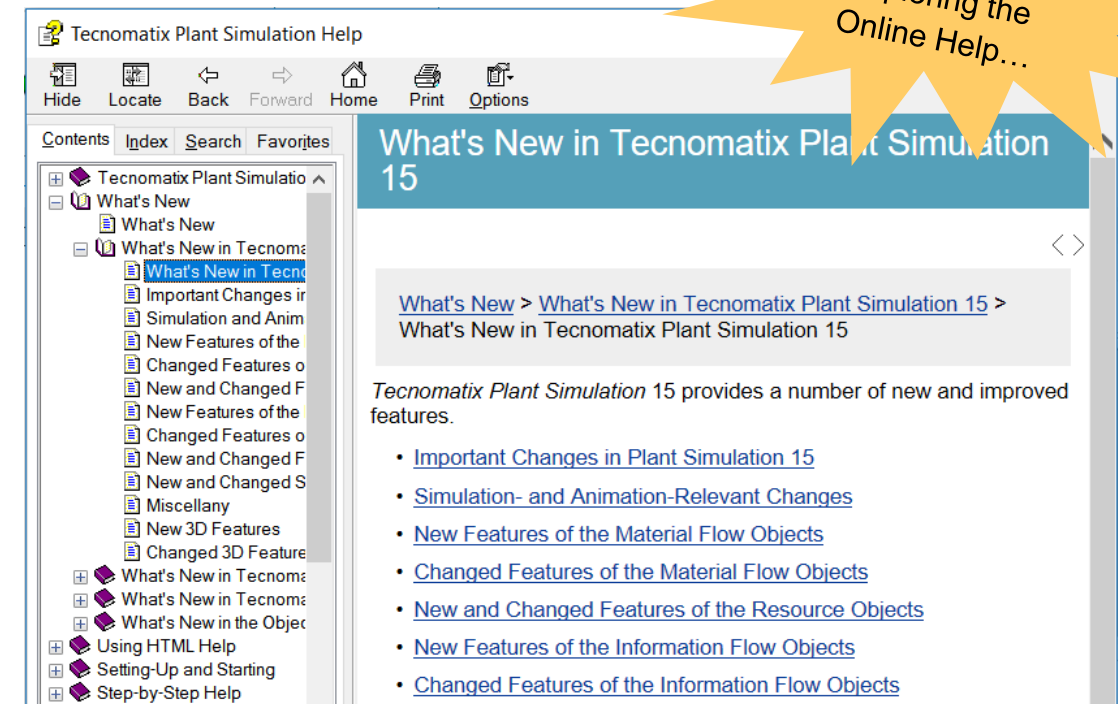 Tecnomatix Plant Simulation Help
the
Online Help...
Hide Locate Back Forward Home Print Options
Contents Index Search Favorites
Tecnomatix Plant Simulatio
What's New
What's New
What's New in Tecnoma
What's New in Tecno
Important Changes in
Simulation and Anim
New Features of the
Changed Features o
New and Changed F
New Features of the
Changed Features o
New and Changed F
New and Changed S
Miscellany
New 3D Features
Changed 3D Feature
What's New in Tecnoma
What's New in Tecnoma
What's New in the Objec
Using HTML Help
Setting-Up and Starting
Step-by-Step Help
What's New in Tecnomatix Plant Simulation
15
What's New > What's New in Tecnomatix Plant Simulation 15 >
What's New in Tecnomatix Plant Simulation 15
Tecnomatix Plant Simulation 15 provides a number of new and improved
features.
• Important Changes in Plant Simulation 15
• Simulation- and Animation-Relevant Changes
• New Features of the Material Flow Objects
• Changed Features of the Material Flow Objects
• New and Changed Features of the Resource Objects
• New Features of the Information Flow Objects
• Changed Features of the Information Flow Objects